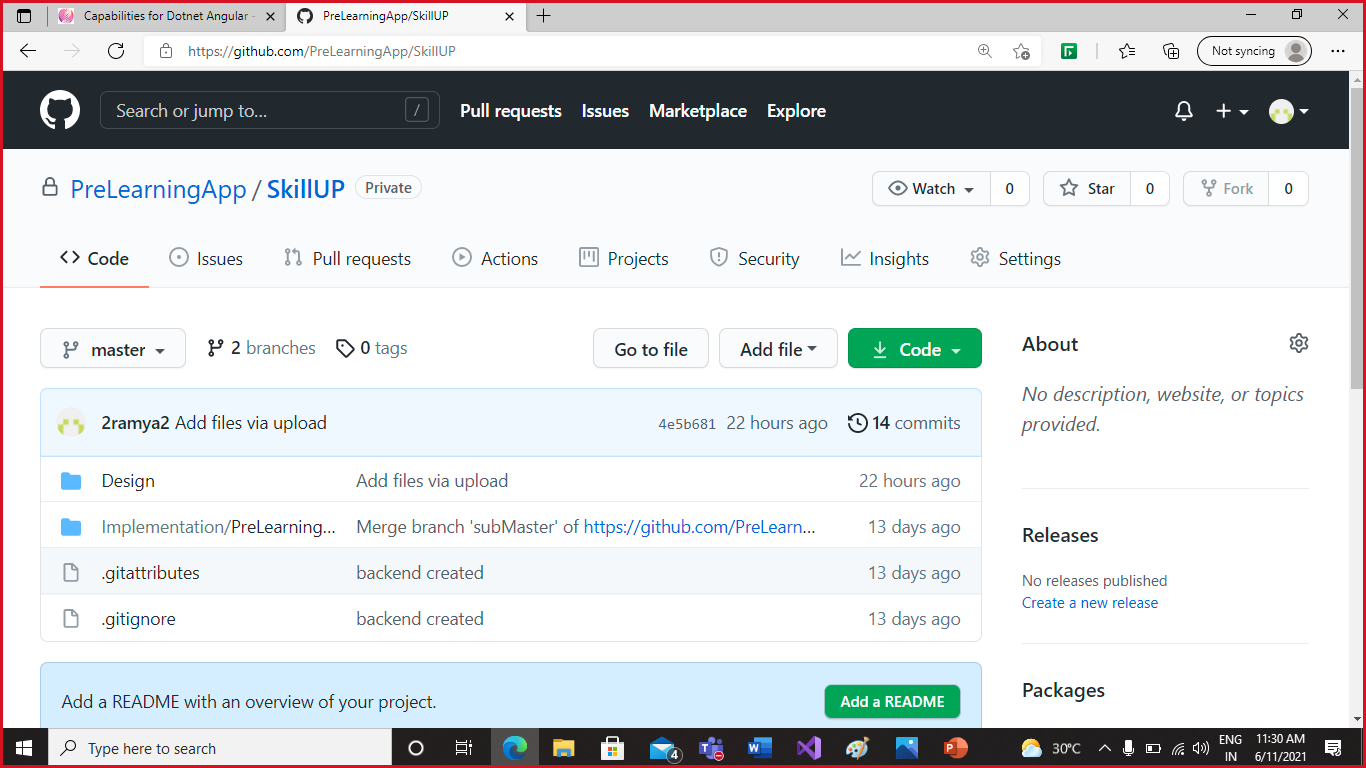 Capabilities for Dotnet Angular -
PreLearningApp/SkillUP
https://github.com/PreLearningApp/SkillUP
Not syncing
Search or jump to...
/
Pull requests
Issues
Marketplace
Explore
PreLearningApp / SkillUP
Private
Watch
0
Star
0
Fork
0
Code
Issues
Pull requests
Actions
Projects
Security
Insights
Settings
master
2 branches
0 tags
Go to file
Add file
Code
2ramya2 Add files via upload
4e5b681 22 hours ago
14 commits
Design
Add files via upload
22 hours ago
Implementation/PreLearning...
Merge branch 'subMaster' of https://github.com/PreLearn...
13 days ago
.gitattributes
backend created
13 days ago
.gitignore
backend created
13 days ago
Add a README with an overview of your project.
Add a README
About
No description, website, or topics
provided.
Releases
No releases published
Create a new release
Packages
Type here to search
4
30°C
ENG
IN
11:30 AM
6/11/2021